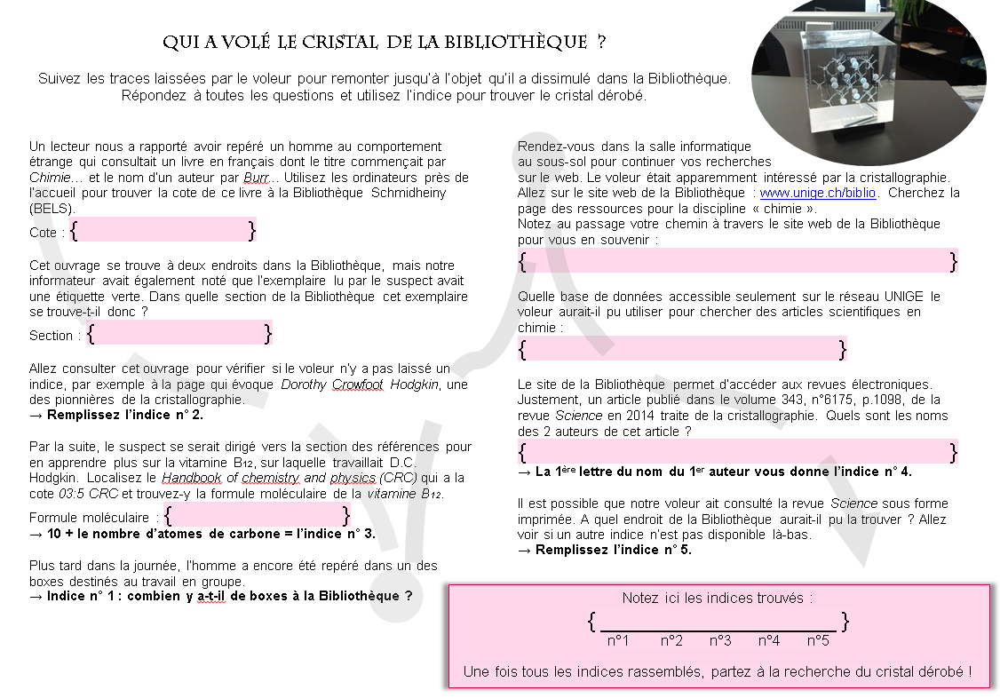 QUI A VOLÉ LE CRISTAL DE LA BIBLIOTHÈQUE ?
Suivez les traces laissées par le voleur pour remonter jusqu'à l'objet qu'il a dissimulé dans la Bibliothèque.
Répondez à toutes les questions et utilisez l'indice pour trouver le cristal dérobé.
Un lecteur nous a rapporté avoir repéré un homme au comportement
étrange qui consultait un livre en français dont le titre commençait par
Chimie… et le nom d'un auteur par Burr... Utilisez les ordinateurs près de
l'accueil pour trouver la cote de ce livre à la Bibliothèque Schmidheiny
(BELS).
Cote : { }
Cet ouvrage se trouve à deux endroits dans la Bibliothèque, mais notre
informateur avait également noté que l'exemplaire lu par le suspect avait
une étiquette verte. Dans quelle section de la Bibliothèque cet exemplaire
se trouve-t-il donc ?
Section : { }
Allez consulter cet ouvrage pour vérifier si le voleur n'y a pas laissé un
indice, par exemple à la page qui évoque Dorothy Crowfoot Hodgkin, une
des pionnières de la cristallographie.
→ Remplissez l'indice n° 2.
Par la suite, le suspect se serait dirigé vers la section des références pour
en apprendre plus sur la vitamine B₁₂, sur laquelle travaillait D.C.
Hodgkin. Localisez le Handbook of chemistry and physics (CRC) qui a la
cote 03:5 CRC et trouvez-y la formule moléculaire de la vitamine B₁₂.
Formule moléculaire : { }
→ 10 + le nombre d'atomes de carbone = l'indice n° 3.
Plus tard dans la journée, l'homme a encore été repéré dans un des
boxes destinés au travail en groupe.
→ Indice n° 1 : combien y a-t-il de boxes à la Bibliothèque ?
Rendez-vous dans la salle informatique
au sous-sol pour continuer vos recherches
sur le web. Le voleur était apparemment intéressé par la cristallographie.
Allez sur le site web de la Bibliothèque : www.unige.ch/biblio. Cherchez la
page des ressources pour la discipline « chimie ».
Notez au passage votre chemin à travers le site web de la Bibliothèque
pour vous en souvenir :
{ }
Quelle base de données accessible seulement sur le réseau UNIGE le
voleur aurait-il pu utiliser pour chercher des articles scientifiques en
chimie :
{ }
Le site de la Bibliothèque permet d'accéder aux revues électroniques.
Justement, un article publié dans le volume 343, n°6175, p.1098, de la
revue Science en 2014 traite de la cristallographie. Quels sont les noms
des 2 auteurs de cet article ?
{ }
→ La 1ère lettre du nom du 1er auteur vous donne l'indice n° 4.
Il est possible que notre voleur ait consulté la revue Science sous forme
imprimée. A quel endroit de la Bibliothèque aurait-il pu la trouver ? Allez
voir si un autre indice n'est pas disponible là-bas.
→ Remplissez l'indice n° 5.
Notez ici les indices trouvés :
{ }
n°1 n°2 n°3 n°4 n°5
Une fois tous les indices rassemblés, partez à la recherche du cristal dérobé !